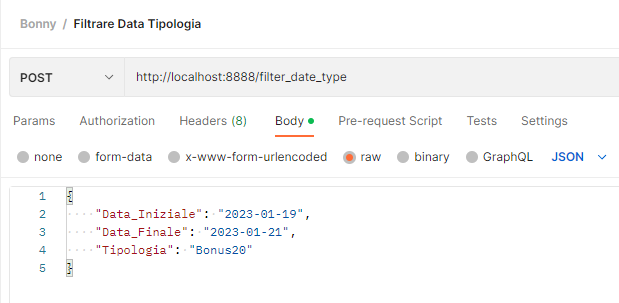 Bonny / Filtrare Data Tipologia
POST http://localhost:8888/filter_date_type
Params Authorization Headers (8) Body Pre-request Script Tests Settings
none form-data x-www-form-urlencoded raw binary GraphQL JSON
1 {
2 "Data_Iniziale": "2023-01-19",
3 "Data_Finale": "2023-01-21",
4 "Tipologia": "Bonus20"
5 }